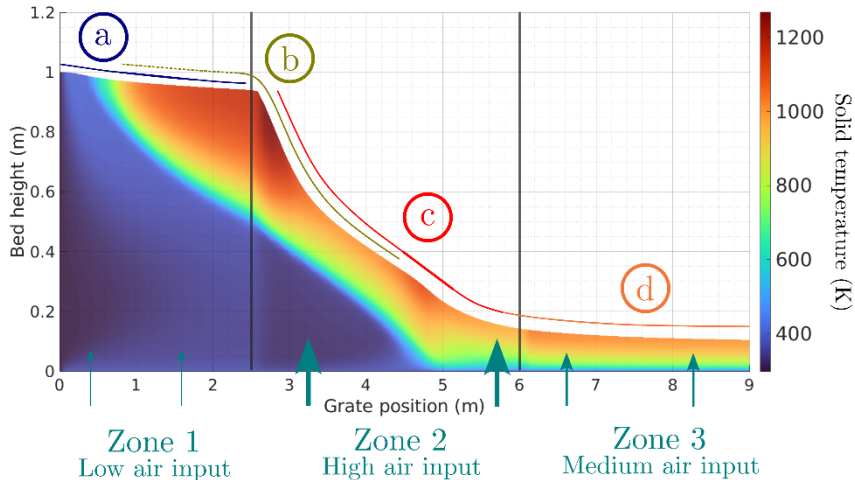 a
b
c
d
1.2
1
0.8
0.6
0.4
0.2
0
Bed height (m)
0 1 2 3 4 5 6 7 8 9
Grate position (m)
1200
1000
800
600
400
Solid temperature (K)
Zone 1
Low air input
Zone 2
High air input
Zone 3
Medium air input